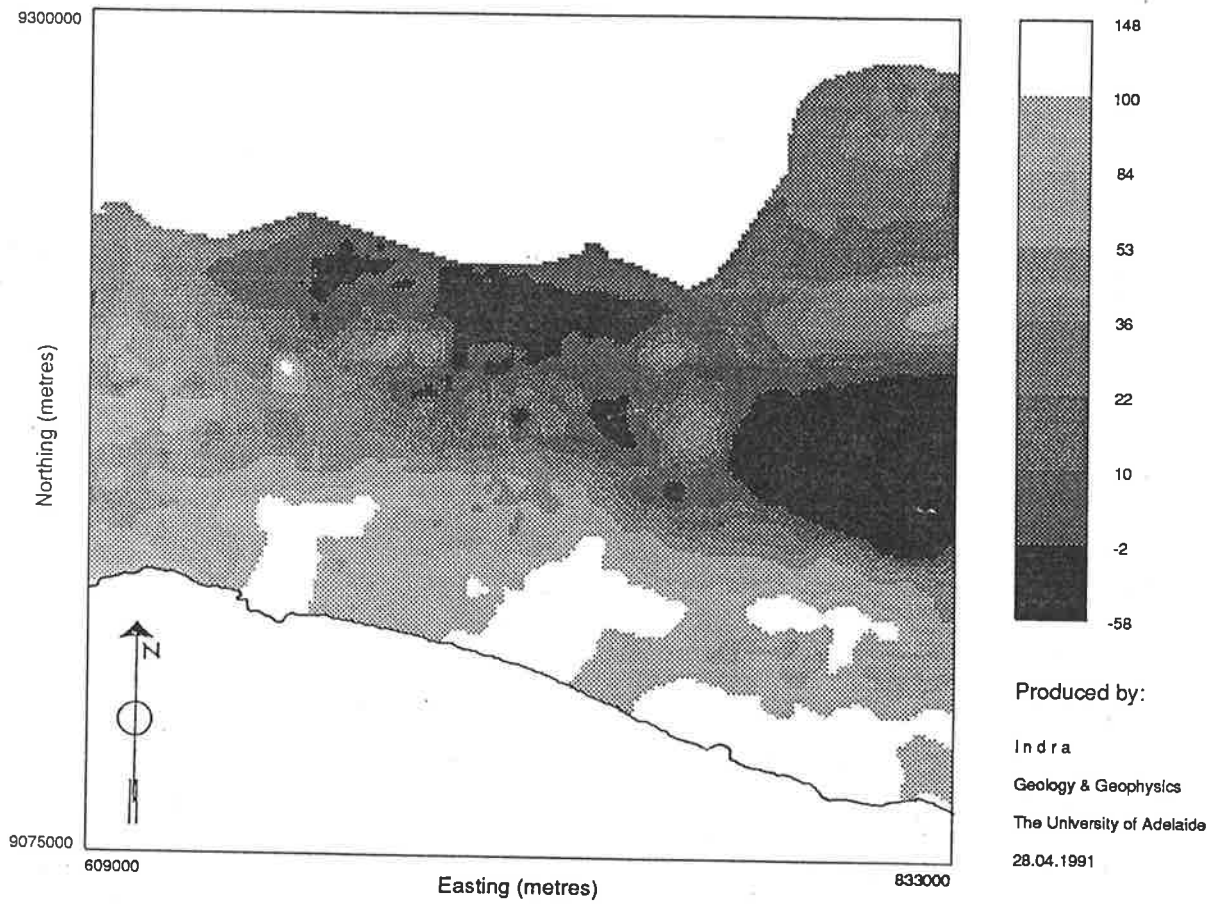 9300000
Northing (metres)
9075000
609000
Easting (metres)
833000
N
148
100
84
53
36
22
10
-2
-58
Produced by:
Indra
Geology & Geophysics
The University of Adelaide
28.04.1991